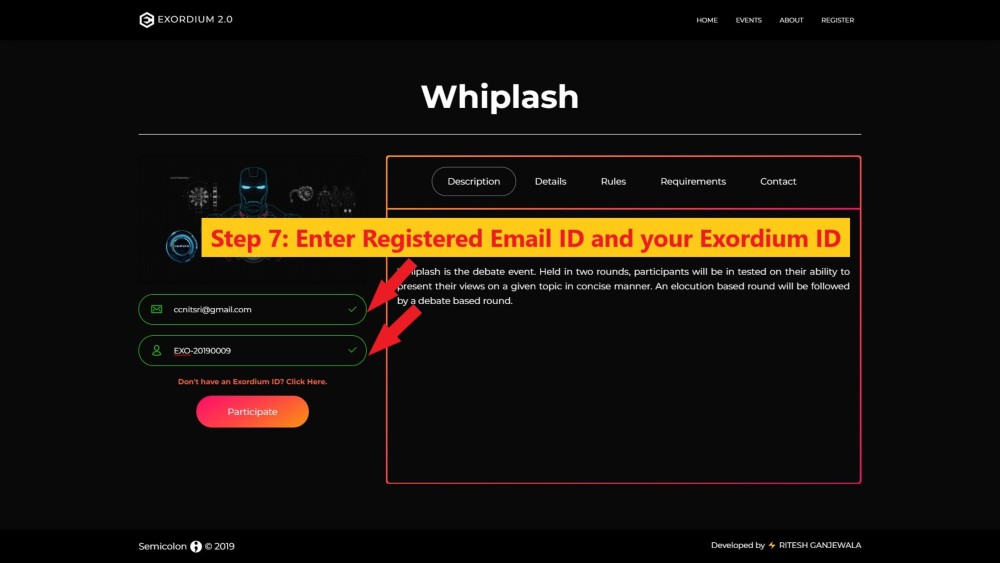 EXORDIUM 2.0
HOME EVENTS ABOUT REGISTER
Whiplash
Description Details Rules Requirements Contact
Step 7: Enter Registered Email ID and your Exordium ID
is the debate event. Held in two rounds, participants will be in tested on their ability to
present their views on a given topic in concise manner. An elocution based round will be followed
by a debate based round.
ccnitsri@gmail.com
EXO-20190009
Don't have an Exordium ID? Click Here.
Participate
Semicolon © 2019
Developed by ⚡ RITESH GANJEWALA